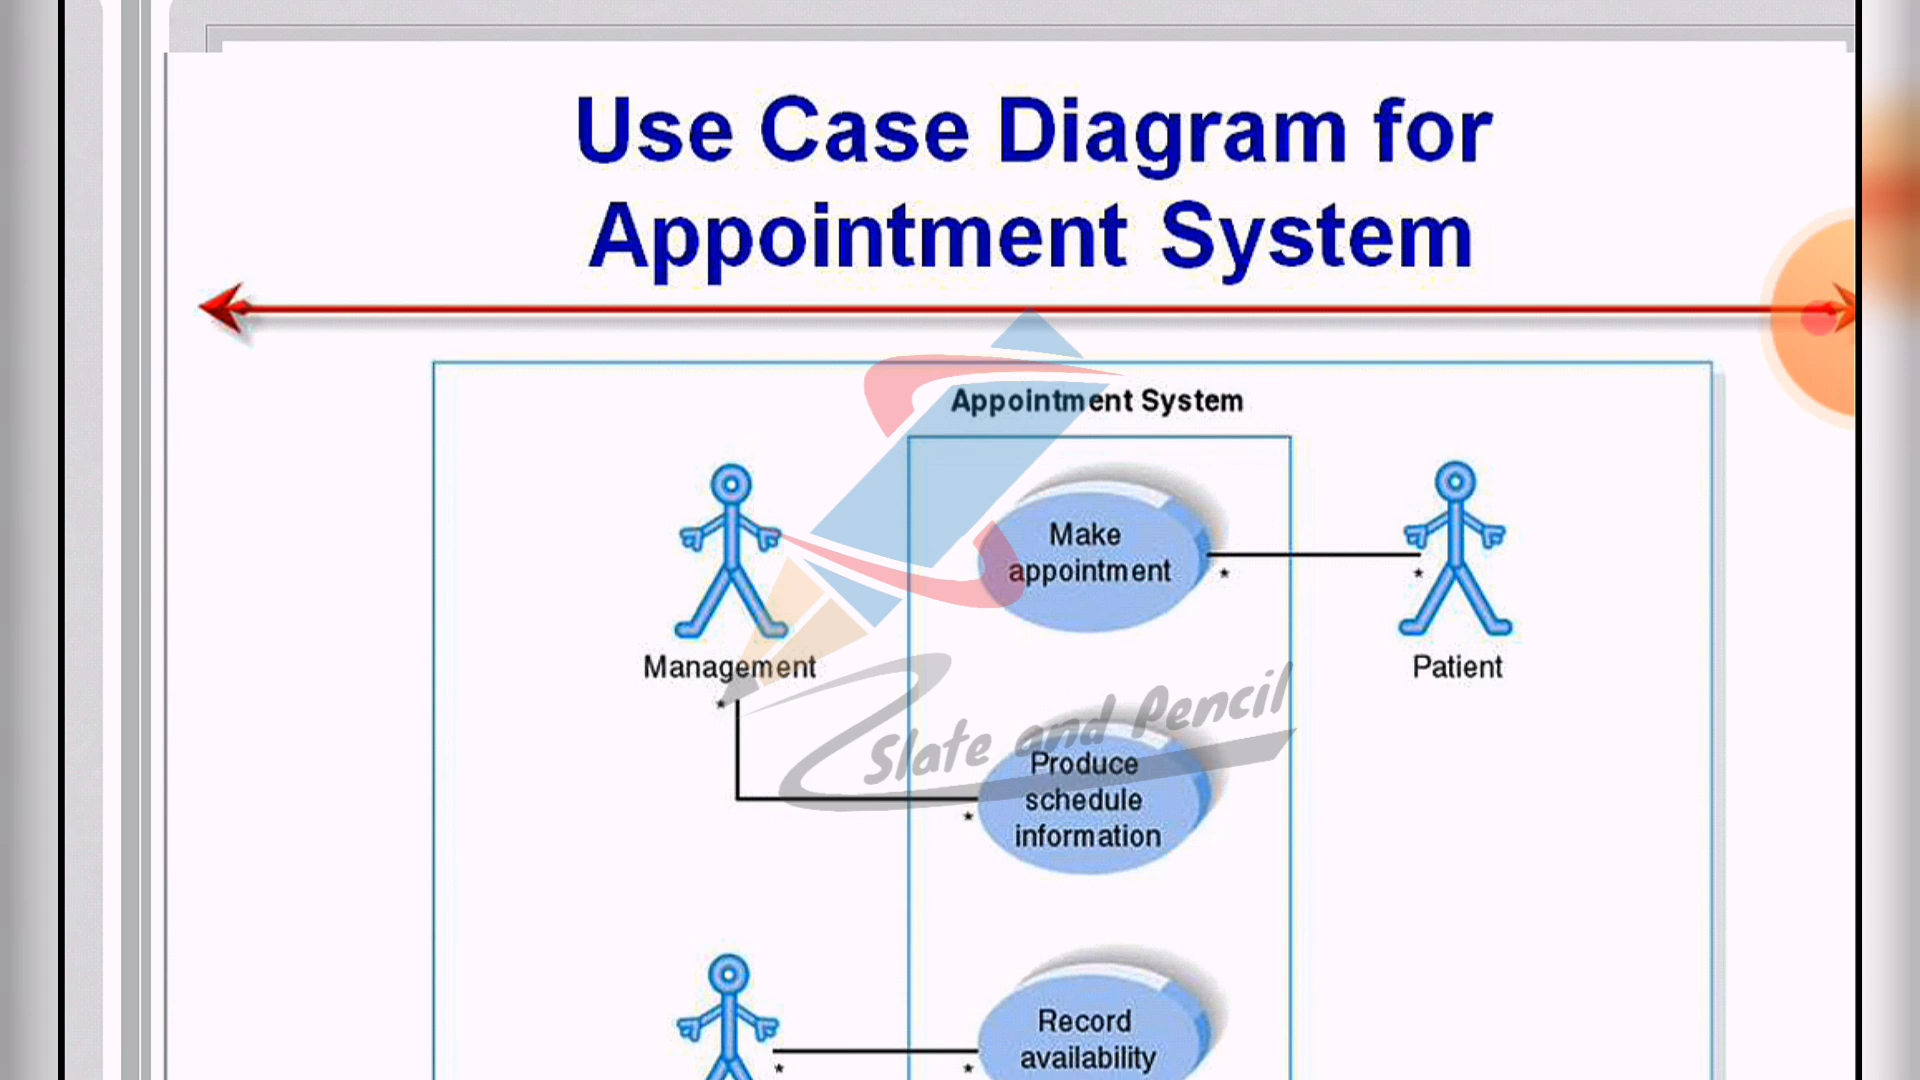 Use Case Diagram for
Appointment System
Appointment System
Make
appointment
*
*
Management
Patient
*
Slate and Pencil
Produce
schedule
information
*
Record
availability
*
*